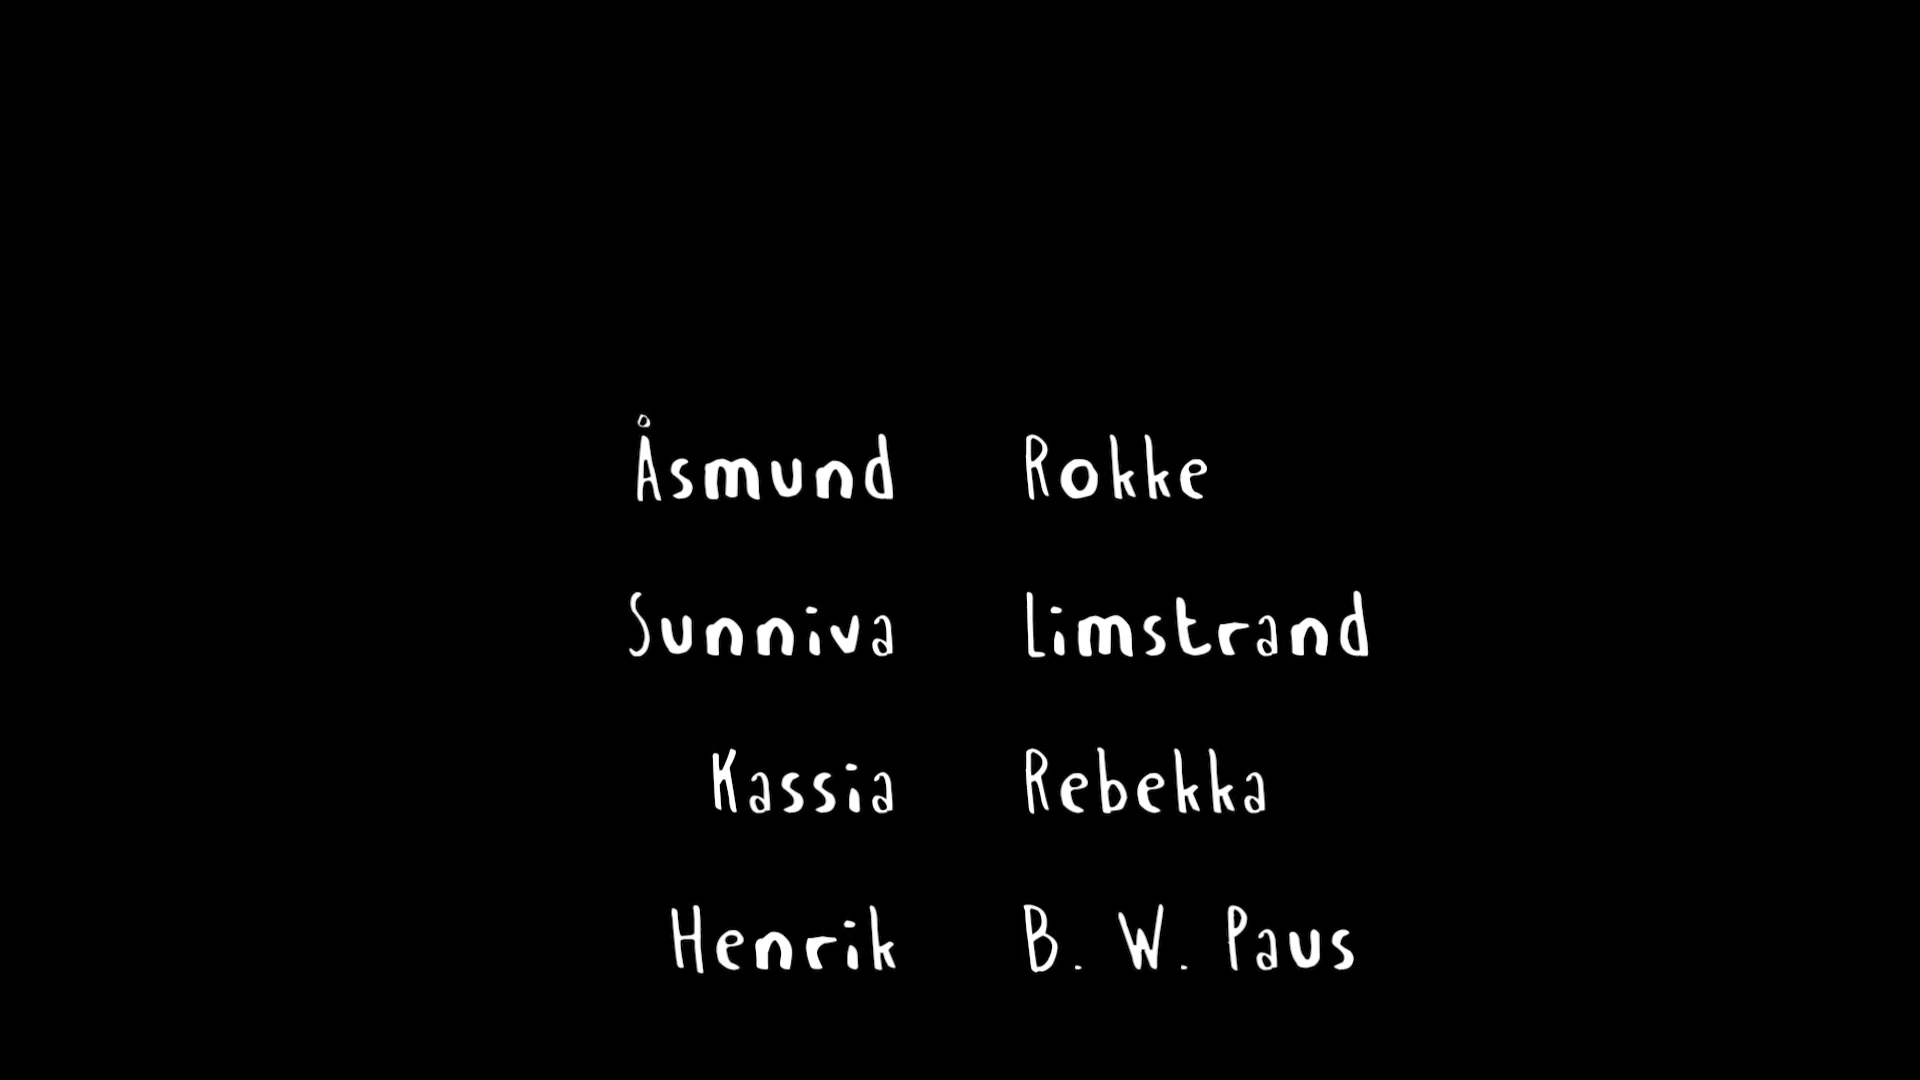 Åsmund Rokke
Sunniva Limstrand
Kassia Rebekka
Henrik B. W. Paus